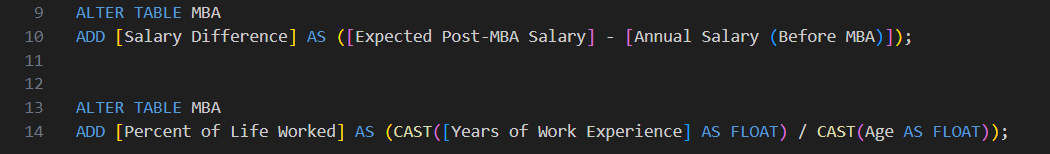 9 ALTER TABLE MBA
10 ADD [Salary Difference] AS ([Expected Post-MBA Salary] - [Annual Salary (Before MBA)]);
11
12
13 ALTER TABLE MBA
14 ADD [Percent of Life Worked] AS (CAST([Years of Work Experience] AS FLOAT) / CAST(Age AS FLOAT));